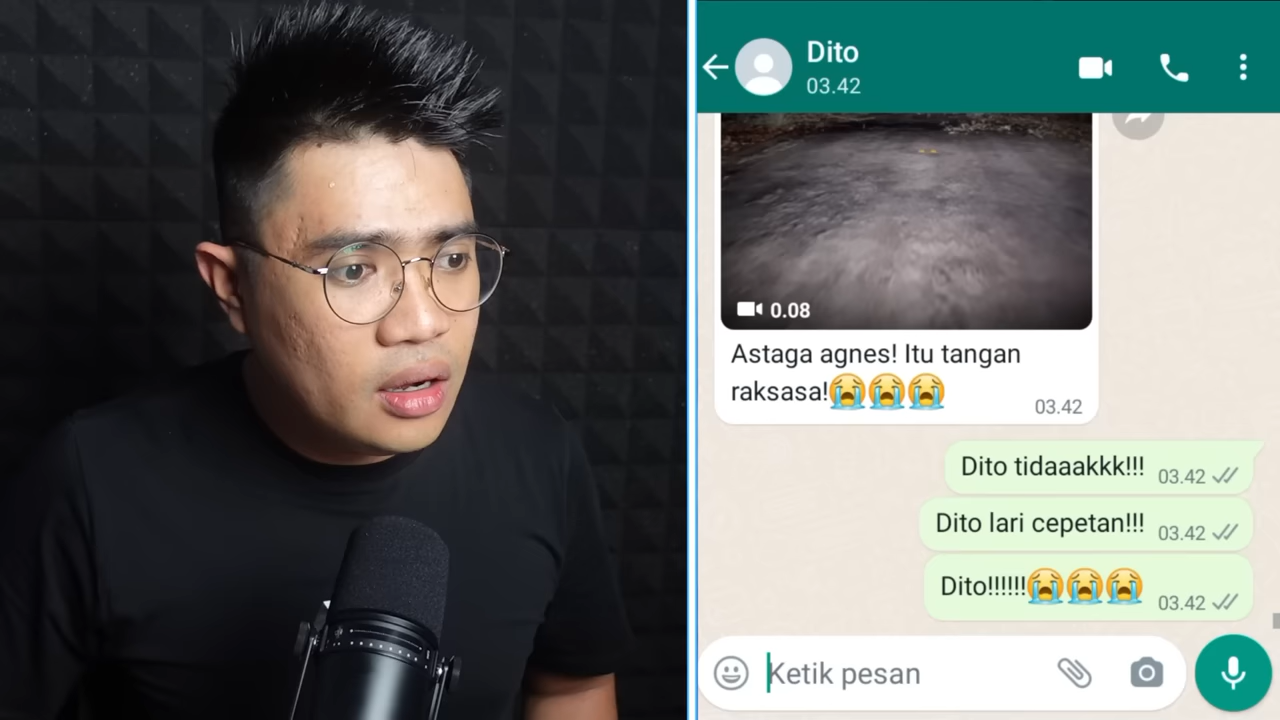 Dito
03.42
0.08
Astaga agnes! Itu tangan
raksasa!😭😭😭
03.42
Dito tidaaakkk!!! 03.42
Dito lari cepetan!!! 03.42
Dito!!!!!!😭😭😭 03.42
Ketik pesan